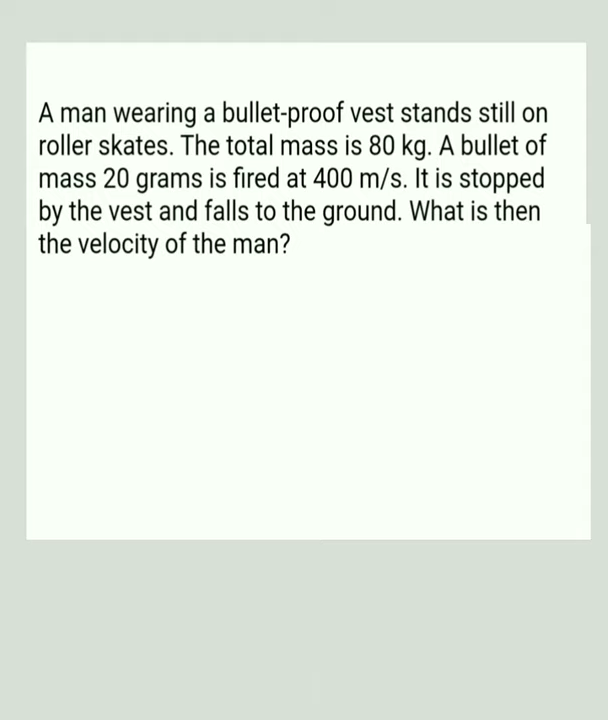 A man wearing a bullet-proof vest stands still on
roller skates. The total mass is 80 kg. A bullet of
mass 20 grams is fired at 400 m/s. It is stopped
by the vest and falls to the ground. What is then
the velocity of the man?